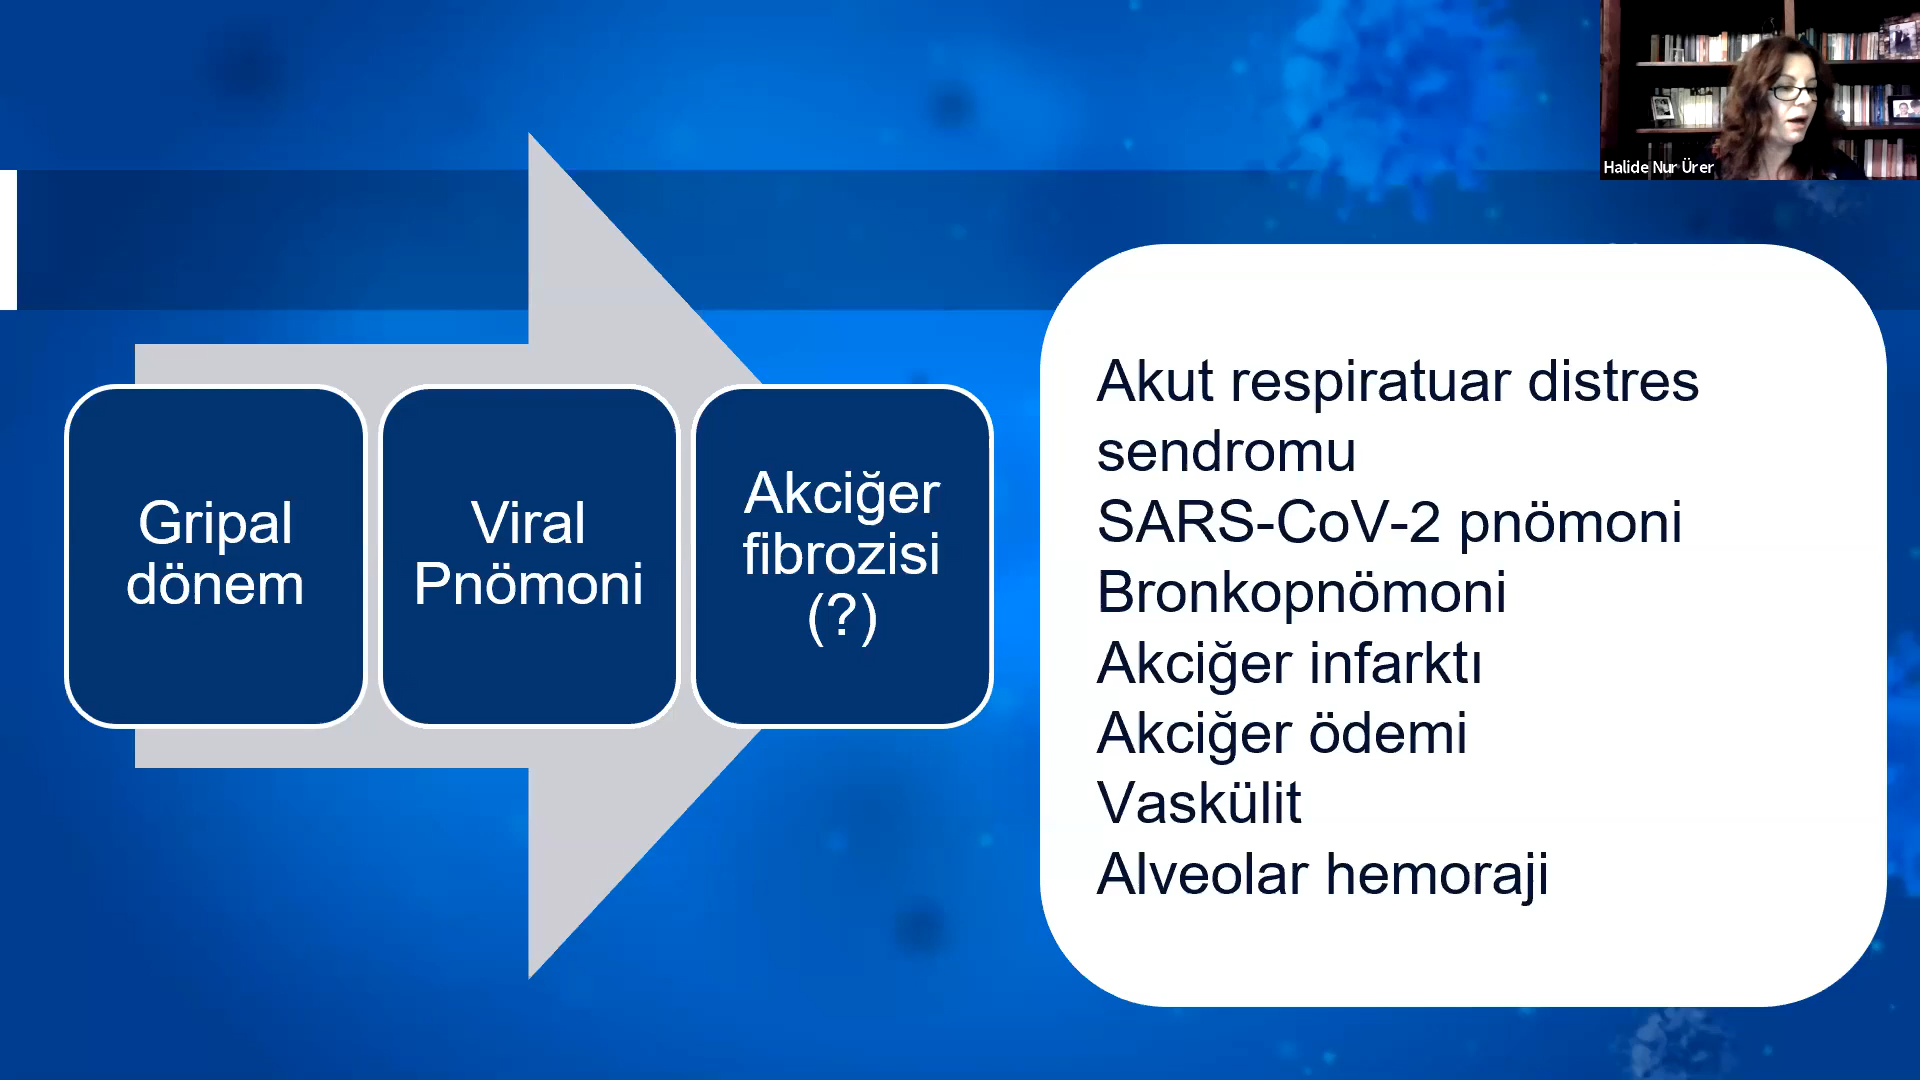 Halide Nur Ürer
Gripal
dönem
Viral
Pnömoni
Akciğer
fibrozisi
(?)
Akut respiratuar distres
sendromu
SARS-CoV-2 pnömoni
Bronkopnömoni
Akciğer infarktı
Akciğer ödemi
Vaskülit
Alveolar hemoraji